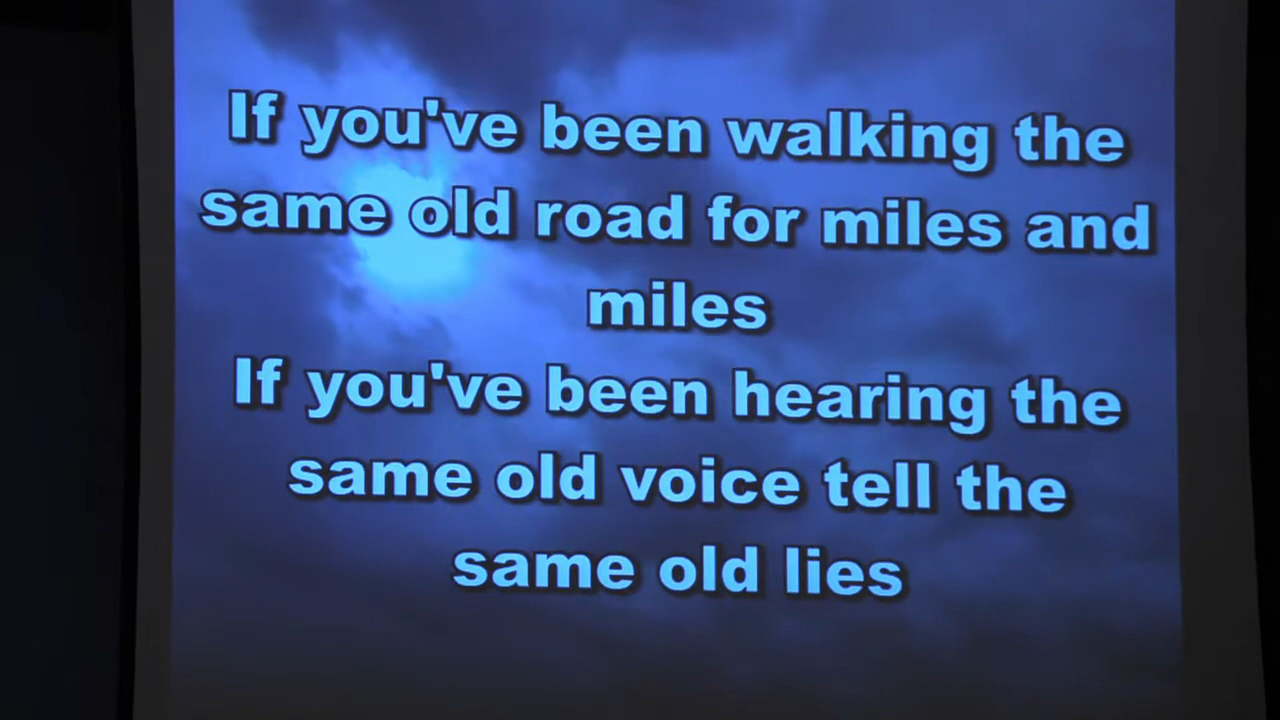 If you've been walking the
same old road for miles and
miles
If you've been hearing the
same old voice tell the
same old lies